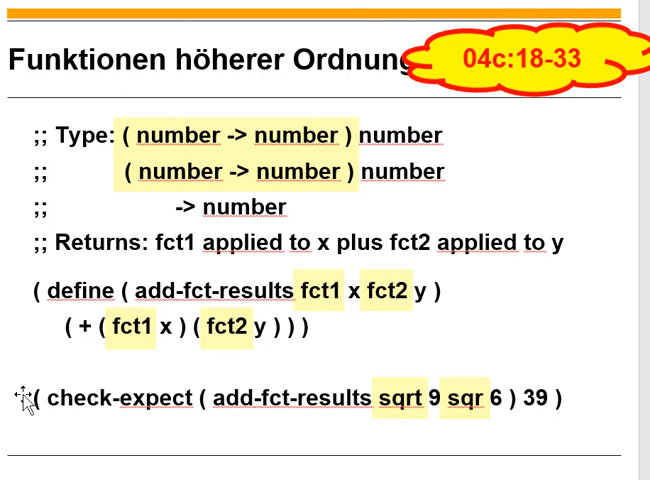 Funktionen höherer Ordnung
04c:18-33
;; Type: ( number -> number ) number
;; ( number -> number ) number
;; -> number
;; Returns: fct1 applied to x plus fct2 applied to y
( define ( add-fct-results fct1 x fct2 y )
( + ( fct1 x ) ( fct2 y ) ) )
( check-expect ( add-fct-results sqrt 9 sqr 6 ) 39 )